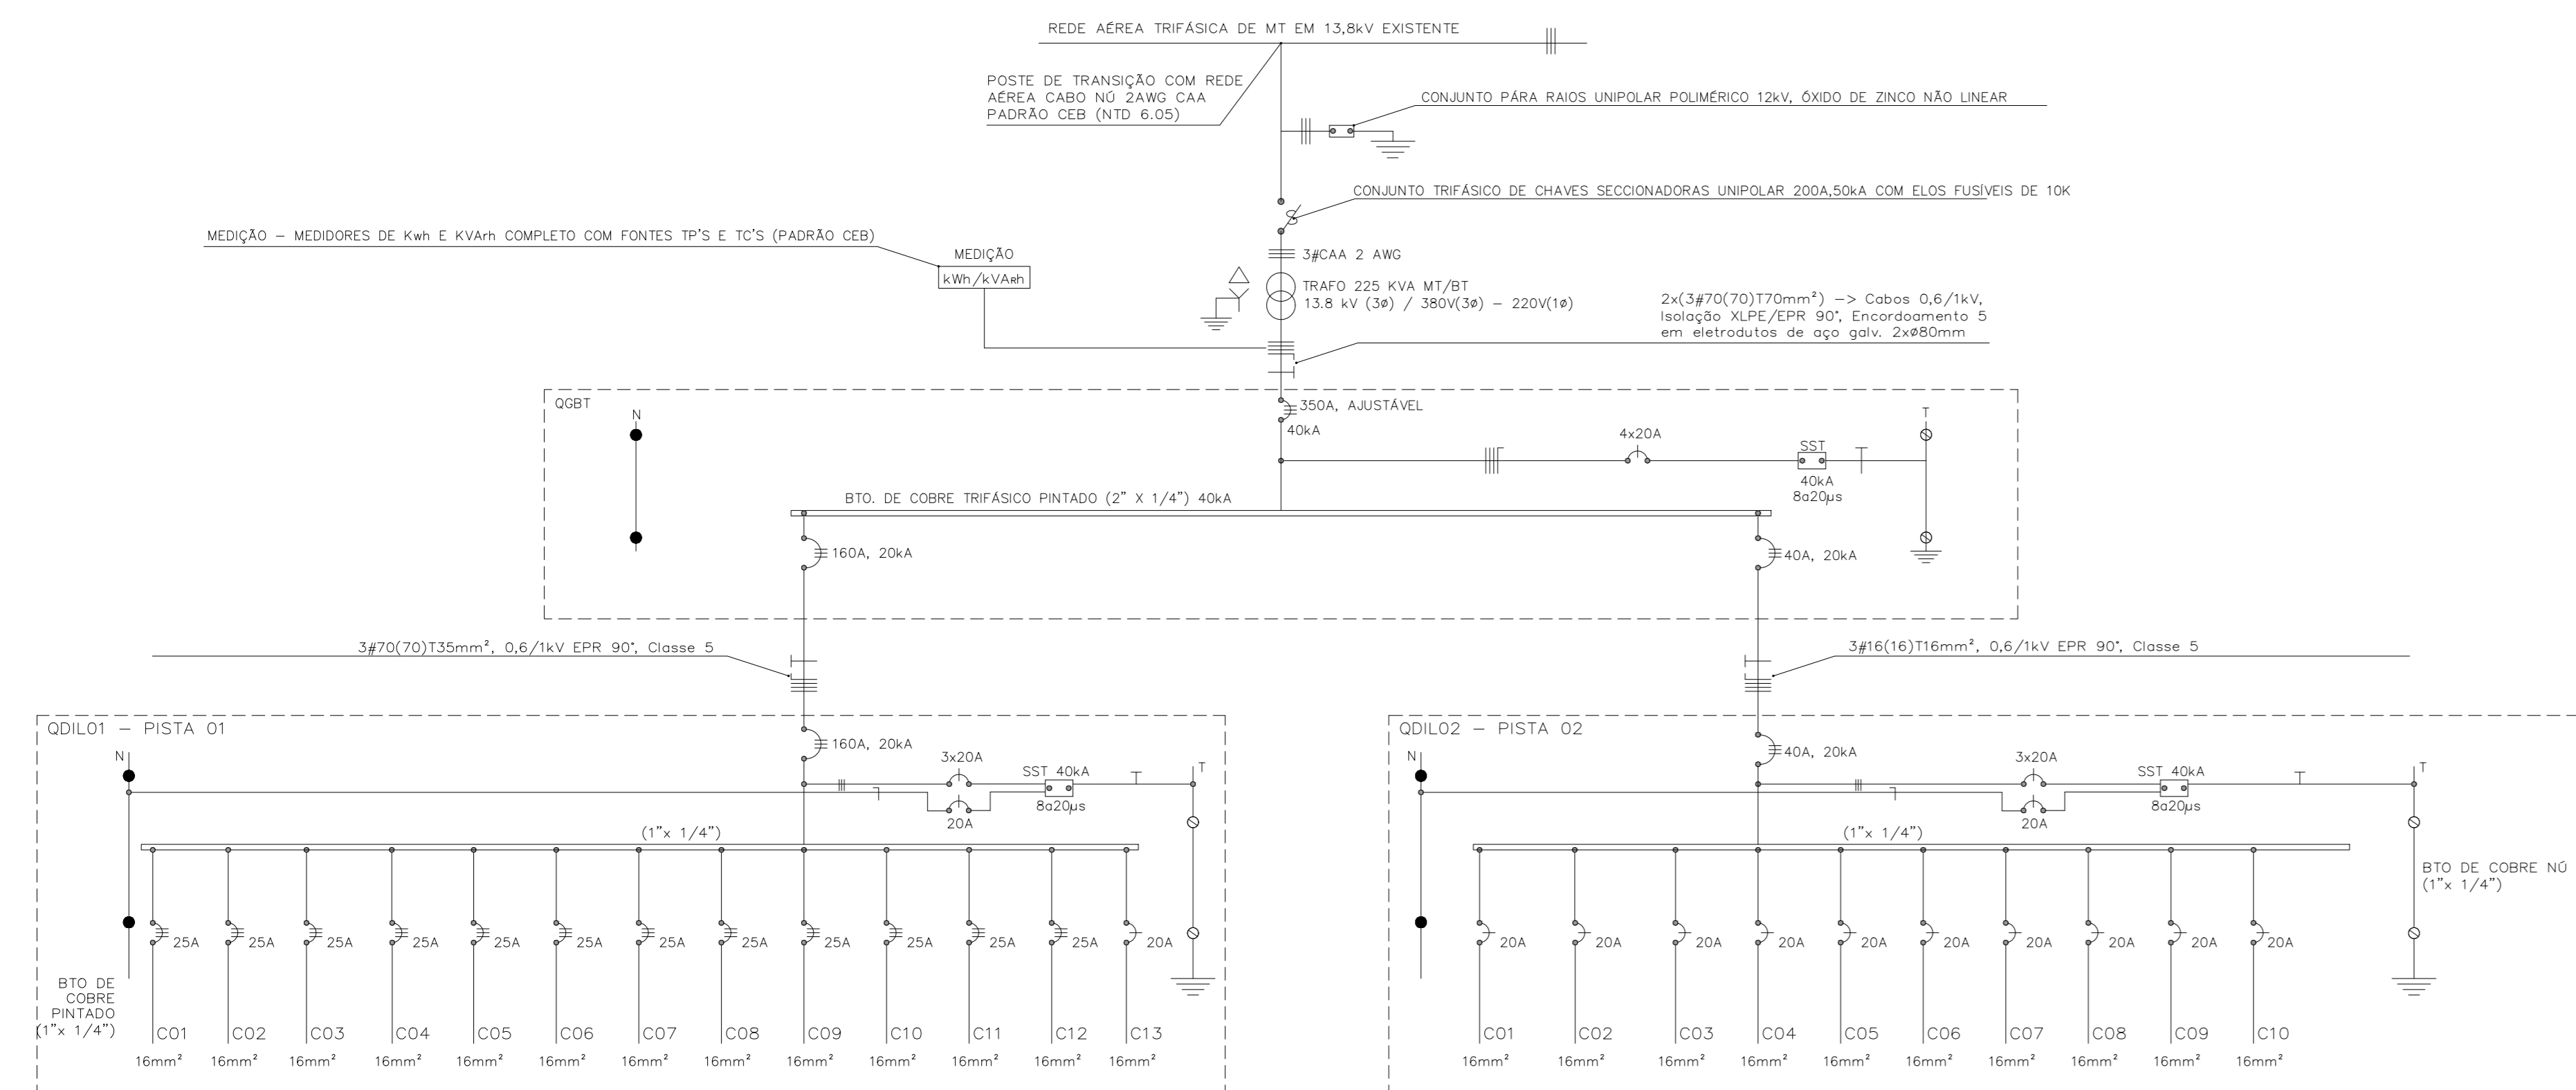 REDE AÉREA TRIFÁSICA DE MT EM 13,8kV EXISTENTE
POSTE DE TRANSIÇÃO COM REDE
AÉREA CABO NÚ 2AWG CAA
PADRÃO CEB (NTD 6.05)
CONJUNTO PÁRA RAIOS UNIPOLAR POLIMÉRICO 12kV, ÓXIDO DE ZINCO NÃO LINEAR
CONJUNTO TRIFÁSICO DE CHAVES SECCIONADORAS UNIPOLAR 200A,50kA COM ELOS FUSÍVEIS DE 10K
MEDIÇÃO – MEDIDORES DE Kwh E KVArh COMPLETO COM FONTES TP'S E TC'S (PADRÃO CEB)
MEDIÇÃO
kWh/kVARh
3#CAA 2 AWG
TRAFO 225 KVA MT/BT
13.8 kV (3ø) / 380V(3ø) – 220V(1ø)
2x(3#70(70)T70mm²) –> Cabos 0,6/1kV,
Isolação XLPE/EPR 90°, Encordoamento 5
em eletrodutos de aço galv. 2xø80mm
QGBT
N
350A, AJUSTÁVEL
40kA
4x20A
SST
40kA
8a20µs
T
BTO. DE COBRE TRIFÁSICO PINTADO (2" X 1/4") 40kA
160A, 20kA
40A, 20kA
3#70(70)T35mm², 0,6/1kV EPR 90°, Classe 5
3#16(16)T16mm², 0,6/1kV EPR 90°, Classe 5
QDIL01 – PISTA 01
N
160A, 20kA
3x20A
SST 40kA
8a20µs
20A
T
(1"x 1/4")
25A 25A 25A 25A 25A 25A 25A 25A 25A 25A 25A 25A 20A
BTO DE
COBRE
PINTADO
(1"x 1/4")
C01 C02 C03 C04 C05 C06 C07 C08 C09 C10 C11 C12 C13
16mm² 16mm² 16mm² 16mm² 16mm² 16mm² 16mm² 16mm² 16mm² 16mm² 16mm² 16mm² 16mm²
QDIL02 – PISTA 02
N
40A, 20kA
3x20A
SST 40kA
8a20µs
20A
T
(1"x 1/4")
BTO DE COBRE NÚ
(1"x 1/4")
20A 20A 20A 20A 20A 20A 20A 20A 20A 20A
C01 C02 C03 C04 C05 C06 C07 C08 C09 C10
16mm² 16mm² 16mm² 16mm² 16mm² 16mm² 16mm² 16mm² 16mm² 16mm²